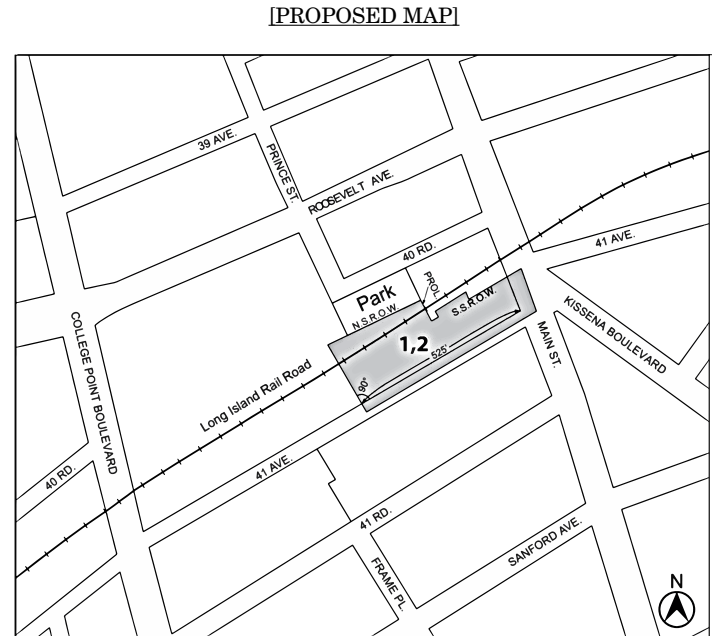 [PROPOSED MAP]
39 AVE.
PRINCE ST.
ROOSEVELT AVE.
40 RD.
41 AVE.
PROL.
Park
N.S.R.O.W.
S.S.R.O.W.
KISSENA BOULEVARD
1,2
525'
MAIN ST.
COLLEGE POINT BOULEVARD
Long Island Rail Road
90°
41 AVE.
40 RD.
41 RD.
SANFORD AVE.
FRAME PL.
N